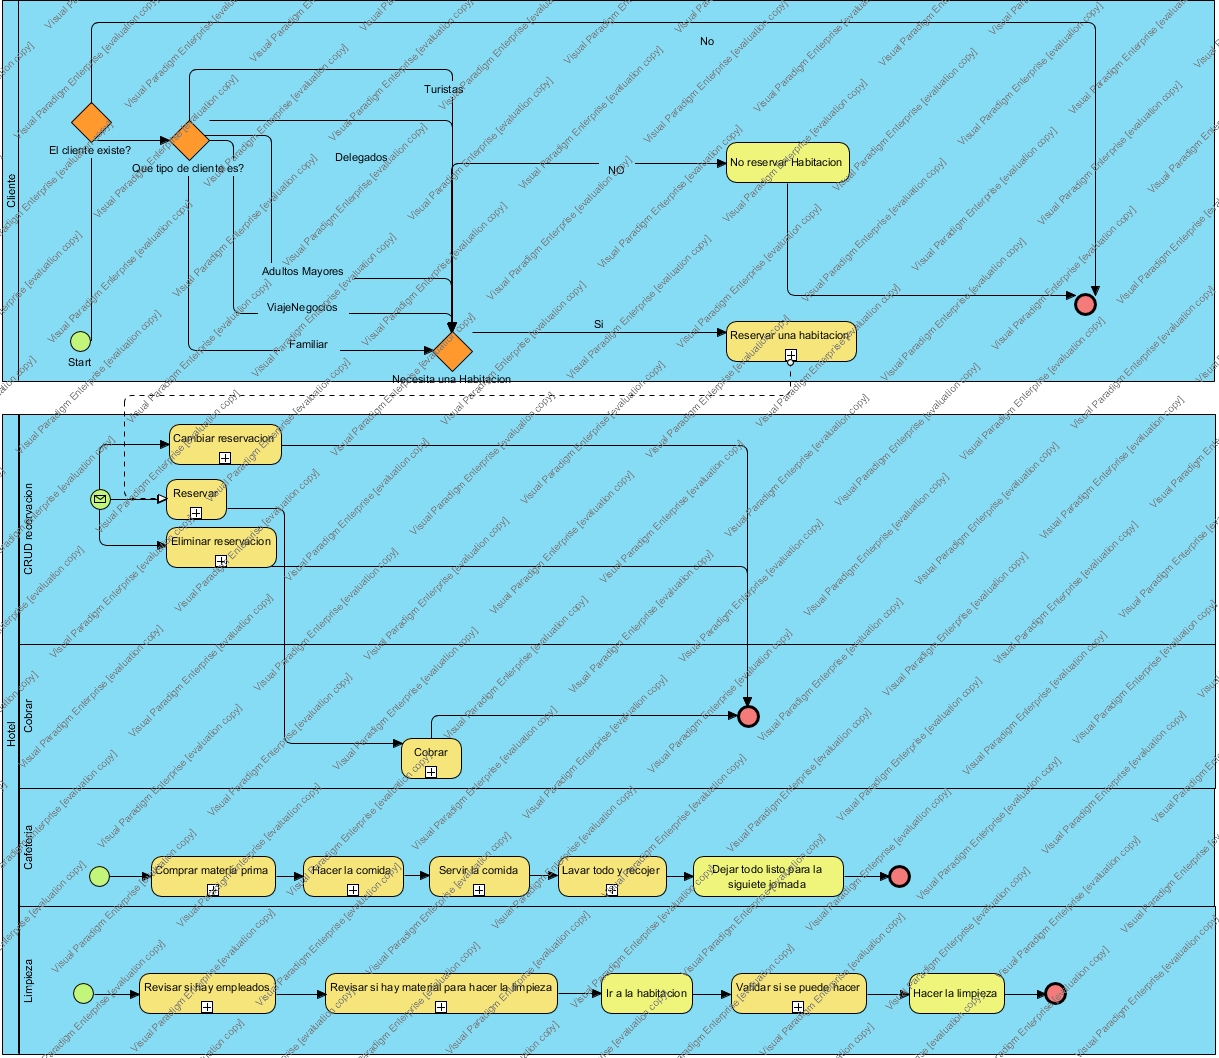 No
Turistas
El cliente existe?
Delegados
Que tipo de cliente es?
No reservar Habitacion
NO
Cliente
Adultos Mayores
ViajeNegocios
Si
Reservar una habitacion
Familiar
Start
Necesita una Habitacion
Cambiar reservacion
Reservar
CRUD recervacion
Eliminar reservacion
Hotel
Cobrar
Cobrar
Cafeteria
Comprar materia prima
Hacer la comida
Servir la comida
Lavar todo y recojer
Dejar todo listo para la
siguiete jornada
Limpieza
Revisar si hay empleados
Revisar si hay material para hacer la limpieza
Ir a la habitacion
Validar si se puede hacer
Hacer la limpieza
Visual Paradigm Enterprise [evaluation copy]